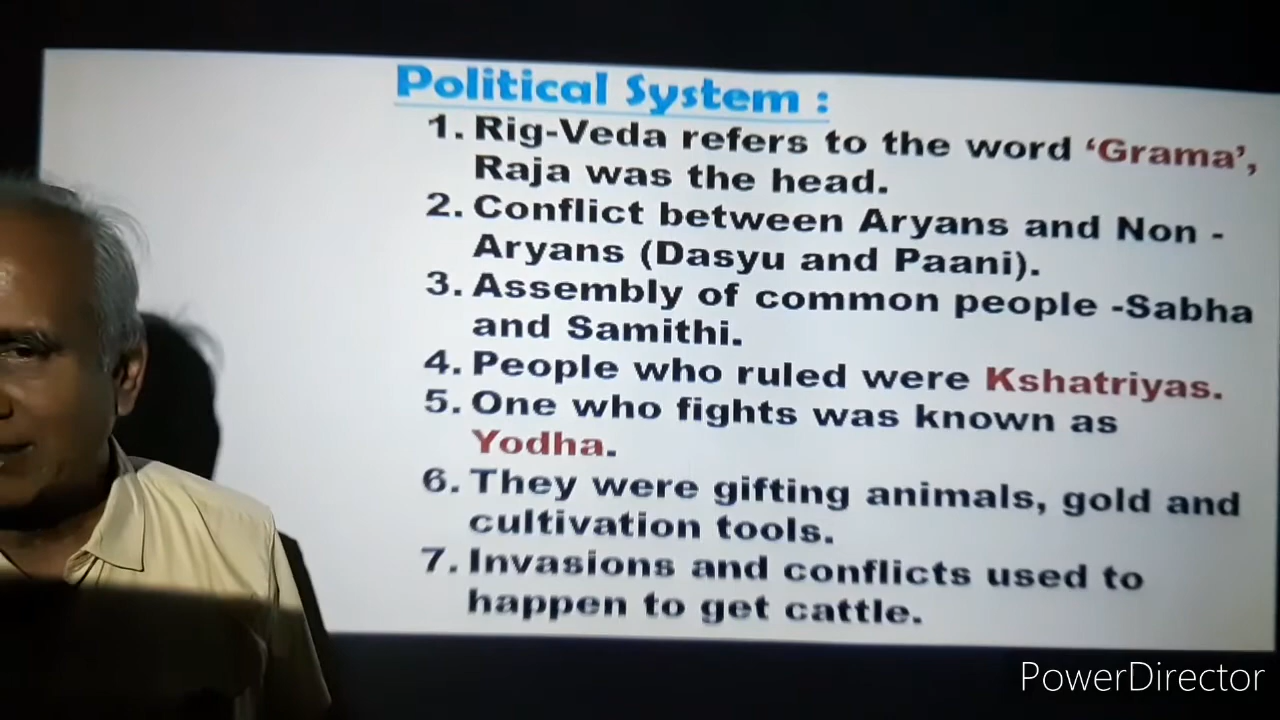 Political System :
1. Rig-Veda refers to the word ‘Grama’,
Raja was the head.
2. Conflict between Aryans and Non -
Aryans (Dasyu and Paani).
3. Assembly of common people -Sabha
and Samithi.
4. People who ruled were Kshatriyas.
5. One who fights was known as
Yodha.
6. They were gifting animals, gold and
cultivation tools.
7. Invasions and conflicts used to
happen to get cattle.
PowerDirector